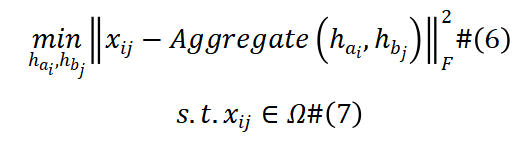 min_{h_{a_i},h_{b_j}} ‖x_{ij} − Aggregate(h_{a_i}, h_{b_j})‖_F^2 #(6)
s.t. x_{ij} ∈ Ω#(7)